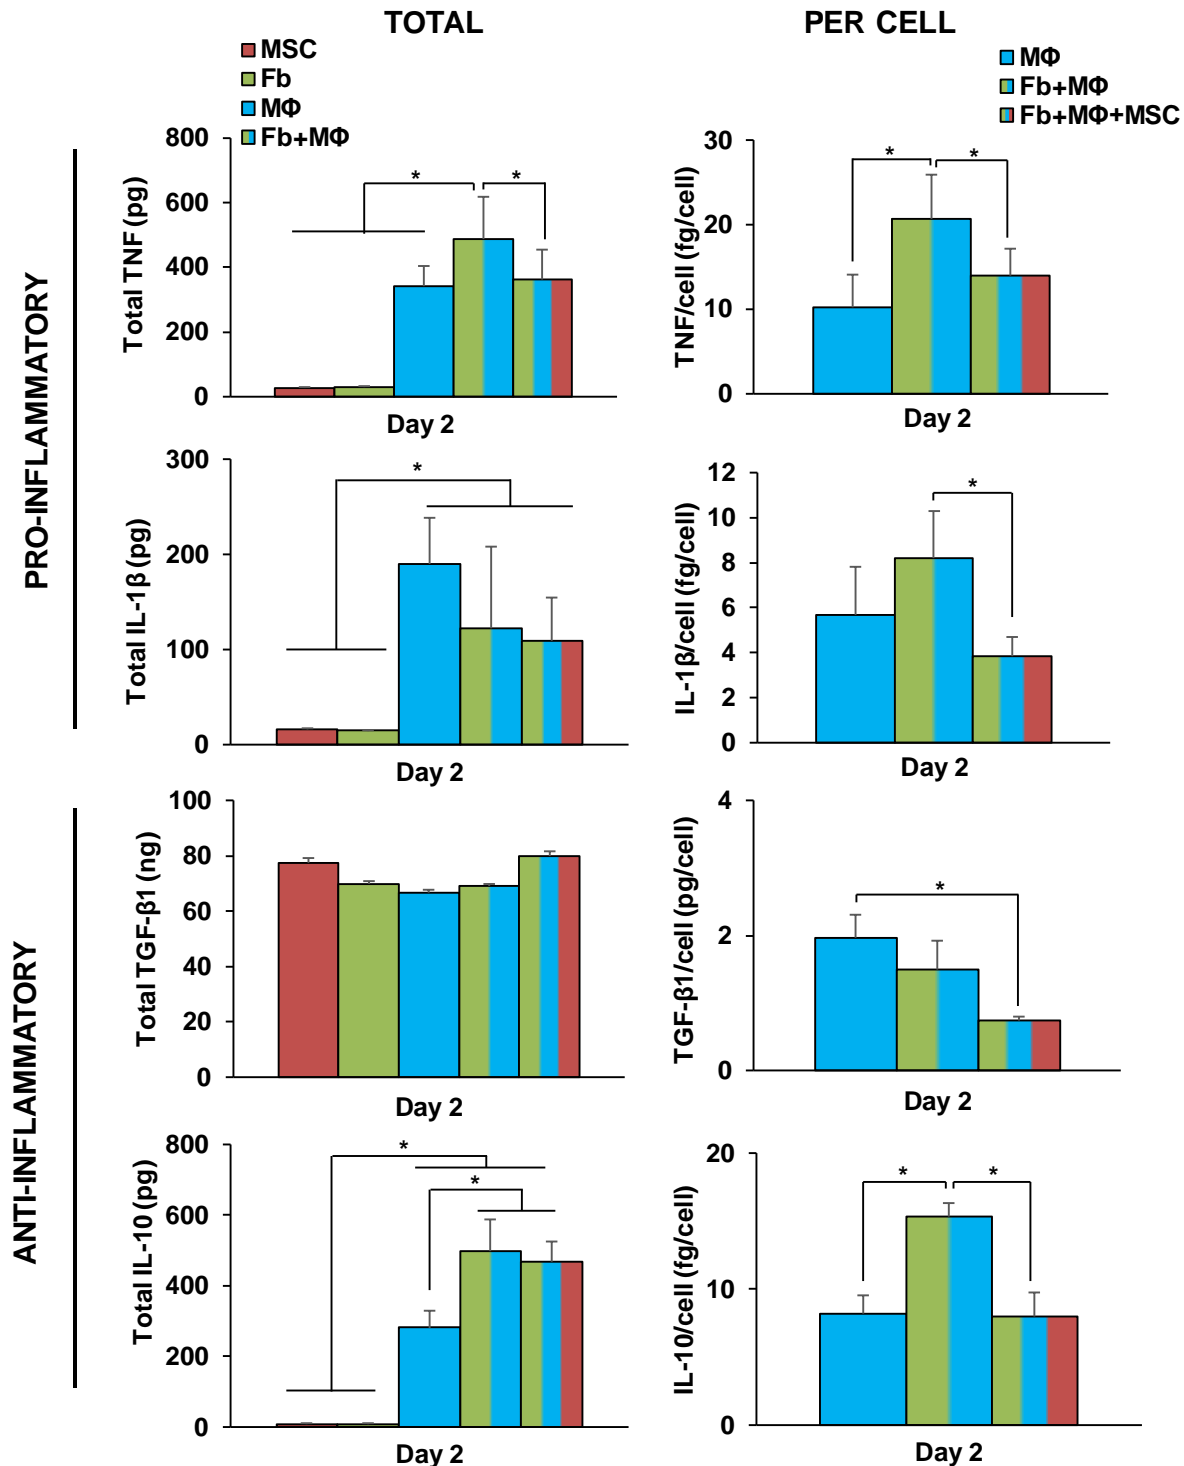 TOTAL
PER CELL
MSC
Fb
MΦ
Fb+MΦ
MΦ
Fb+MΦ
Fb+MΦ+MSC
PRO-INFLAMMATORY
Total TNF (pg)
800
600
400
200
0
*
*
Day 2
TNF/cell (fg/cell)
30
20
10
0
*
*
Day 2
Total IL-1β (pg)
300
200
100
0
*
Day 2
IL-1β/cell (fg/cell)
12
10
8
6
4
2
0
*
Day 2
ANTI-INFLAMMATORY
Total TGF-β1 (ng)
100
80
60
40
20
0
Day 2
TGF-β1/cell (pg/cell)
4
2
0
*
Day 2
Total IL-10 (pg)
800
600
400
200
0
*
*
Day 2
IL-10/cell (fg/cell)
20
10
0
*
*
Day 2